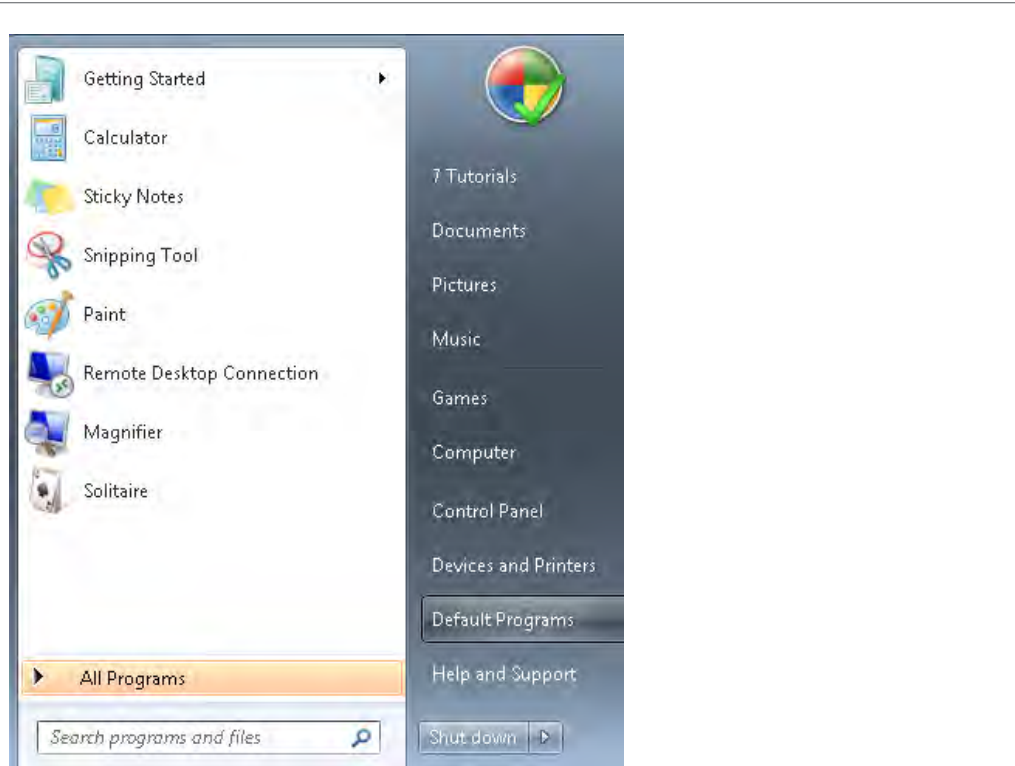 Getting Started
Calculator
Sticky Notes
Snipping Tool
Paint
Remote Desktop Connection
Magnifier
Solitaire
All Programs
Search programs and files
7 Tutorials
Documents
Pictures
Music
Games
Computer
Control Panel
Devices and Printers
Default Programs
Help and Support
Shut down